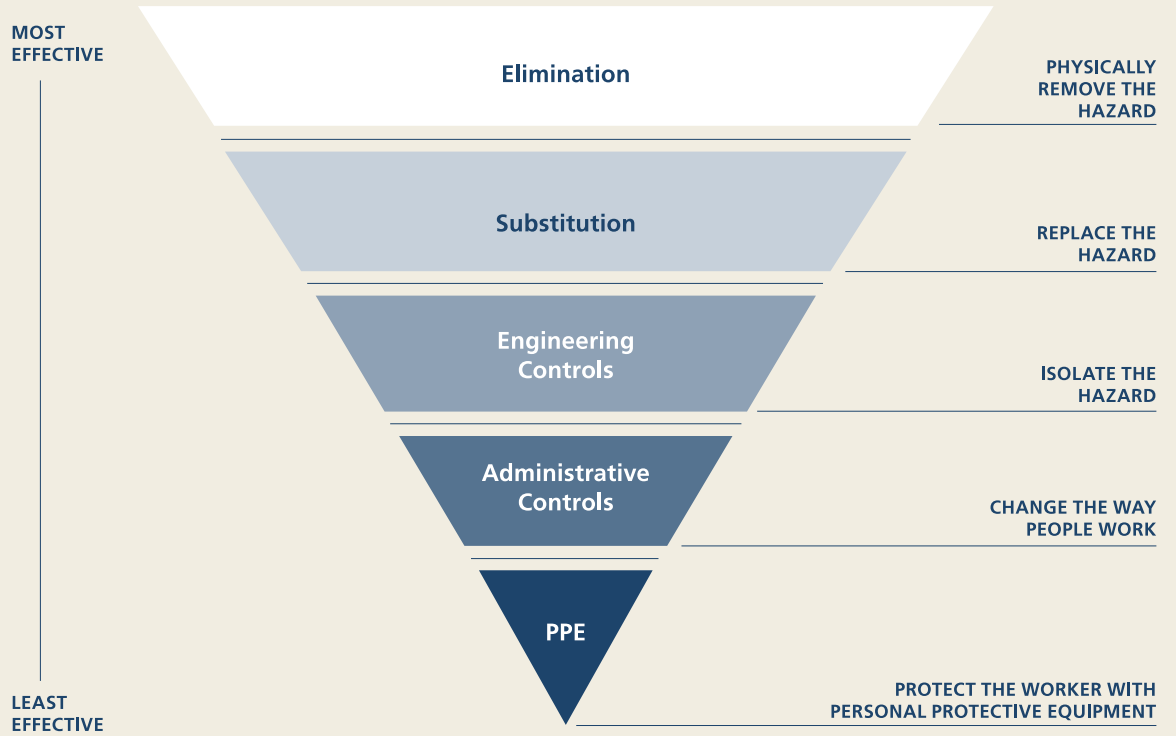 MOST
EFFECTIVE
Elimination
PHYSICALLY
REMOVE THE
HAZARD
Substitution
REPLACE THE
HAZARD
Engineering
Controls
ISOLATE THE
HAZARD
Administrative
Controls
CHANGE THE WAY
PEOPLE WORK
PPE
LEAST
EFFECTIVE
PROTECT THE WORKER WITH
PERSONAL PROTECTIVE EQUIPMENT